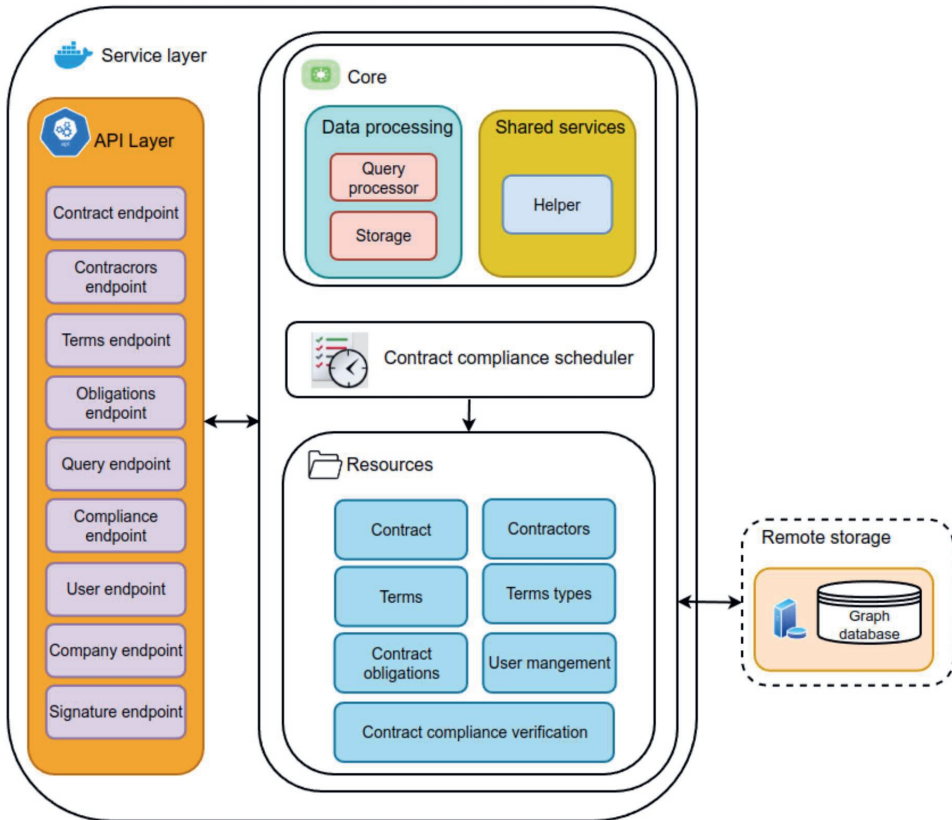 Service layer
API Layer
Contract endpoint
Contracrors
endpoint
Terms endpoint
Obligations
endpoint
Query endpoint
Compliance
endpoint
User endpoint
Company endpoint
Signature endpoint
Core
Data processing
Query
processor
Storage
Shared services
Helper
Contract compliance scheduler
Resources
Contract
Contractors
Terms
Terms types
Contract
obligations
User mangement
Contract compliance verification
Remote storage
Graph
database